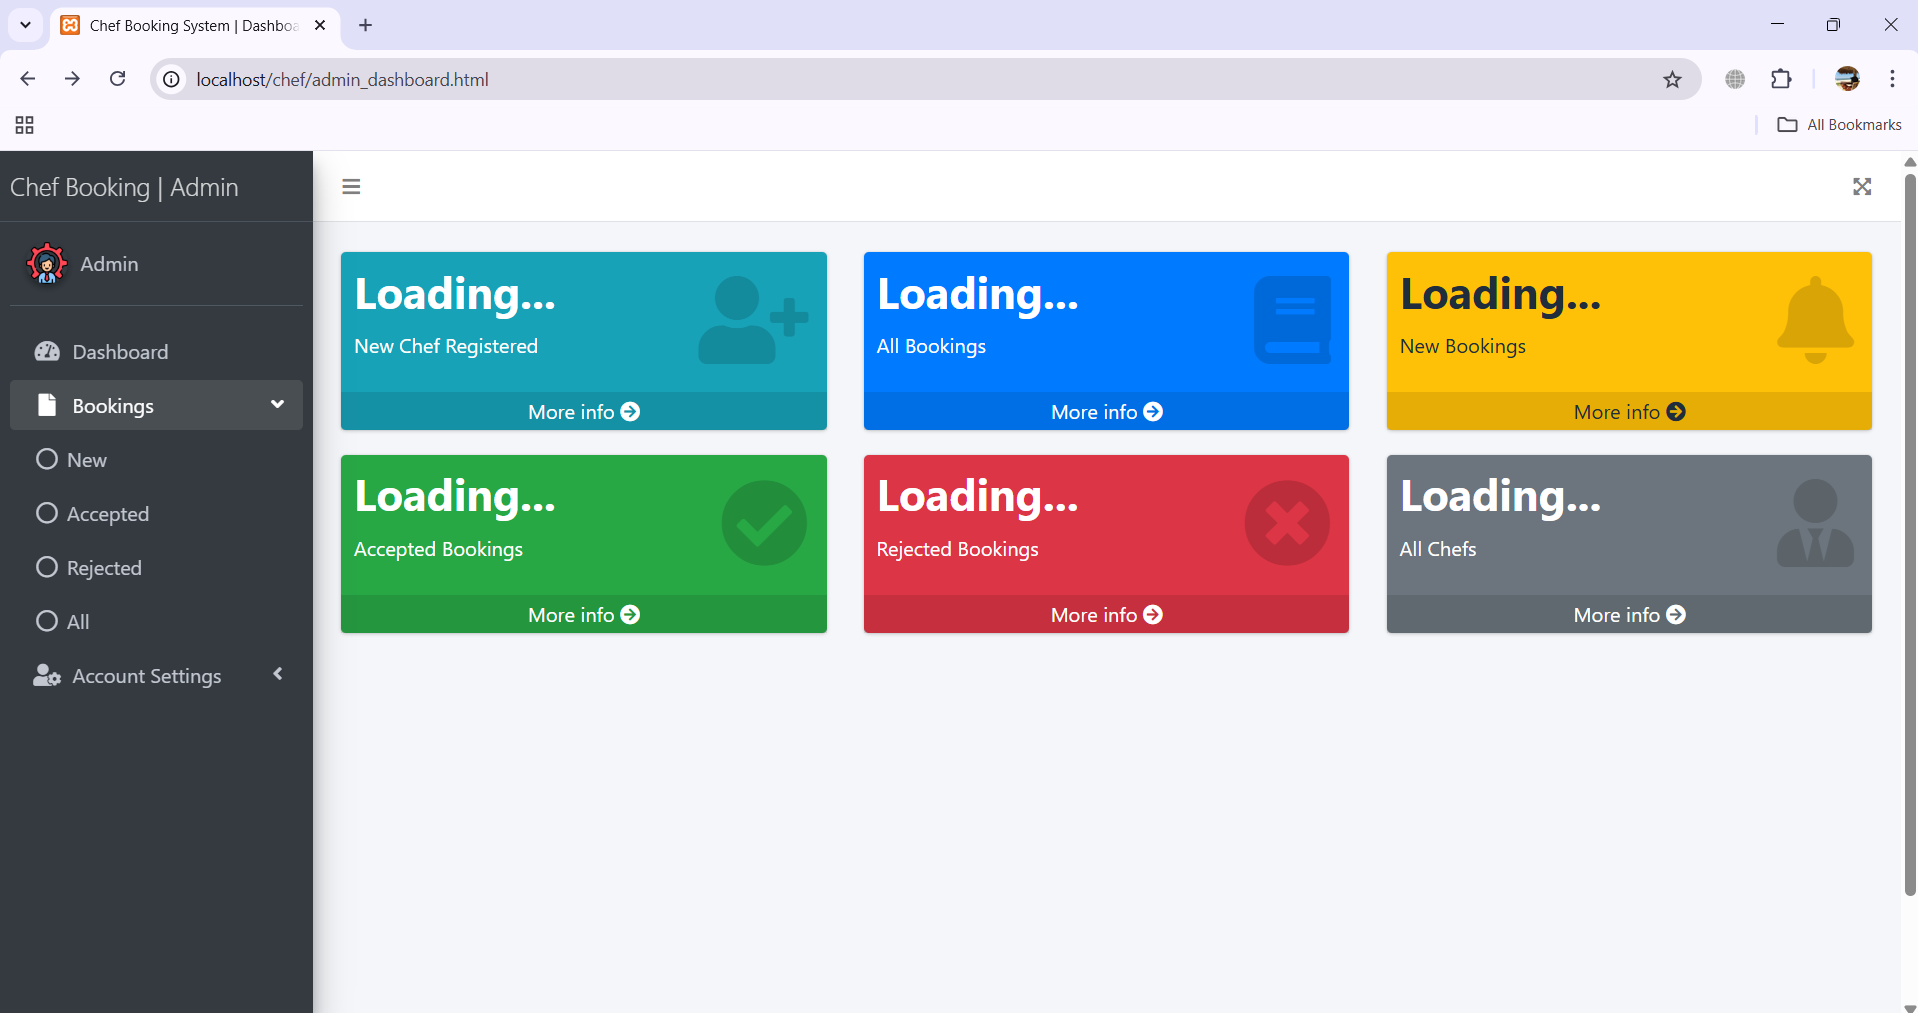 Chef Booking System | Dashboa
localhost/chef/admin_dashboard.html
All Bookmarks
Chef Booking | Admin
Admin
Dashboard
Bookings
New
Accepted
Rejected
All
Account Settings
Loading...
New Chef Registered
More info
Loading...
All Bookings
More info
Loading...
New Bookings
More info
Loading...
Accepted Bookings
More info
Loading...
Rejected Bookings
More info
Loading...
All Chefs
More info